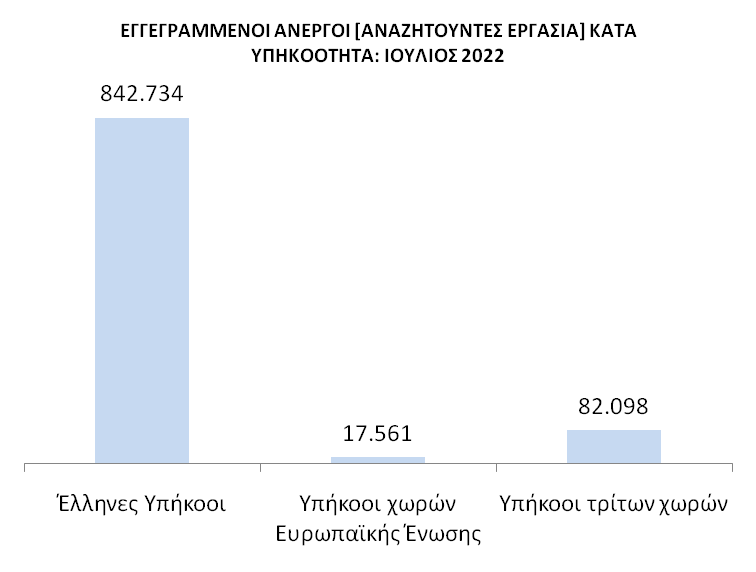 ΕΓΓΕΓΡΑΜΜΕΝΟΙ ΑΝΕΡΓΟΙ [ΑΝΑΖΗΤΟΥΝΤΕΣ ΕΡΓΑΣΙΑ] ΚΑΤΑ
ΥΠΗΚΟΟΤΗΤΑ: ΙΟΥΛΙΟΣ 2022
842.734
17.561
82.098
Έλληνες Υπήκοοι
Υπήκοοι χωρών
Ευρωπαϊκής Ένωσης
Υπήκοοι τρίτων χωρών